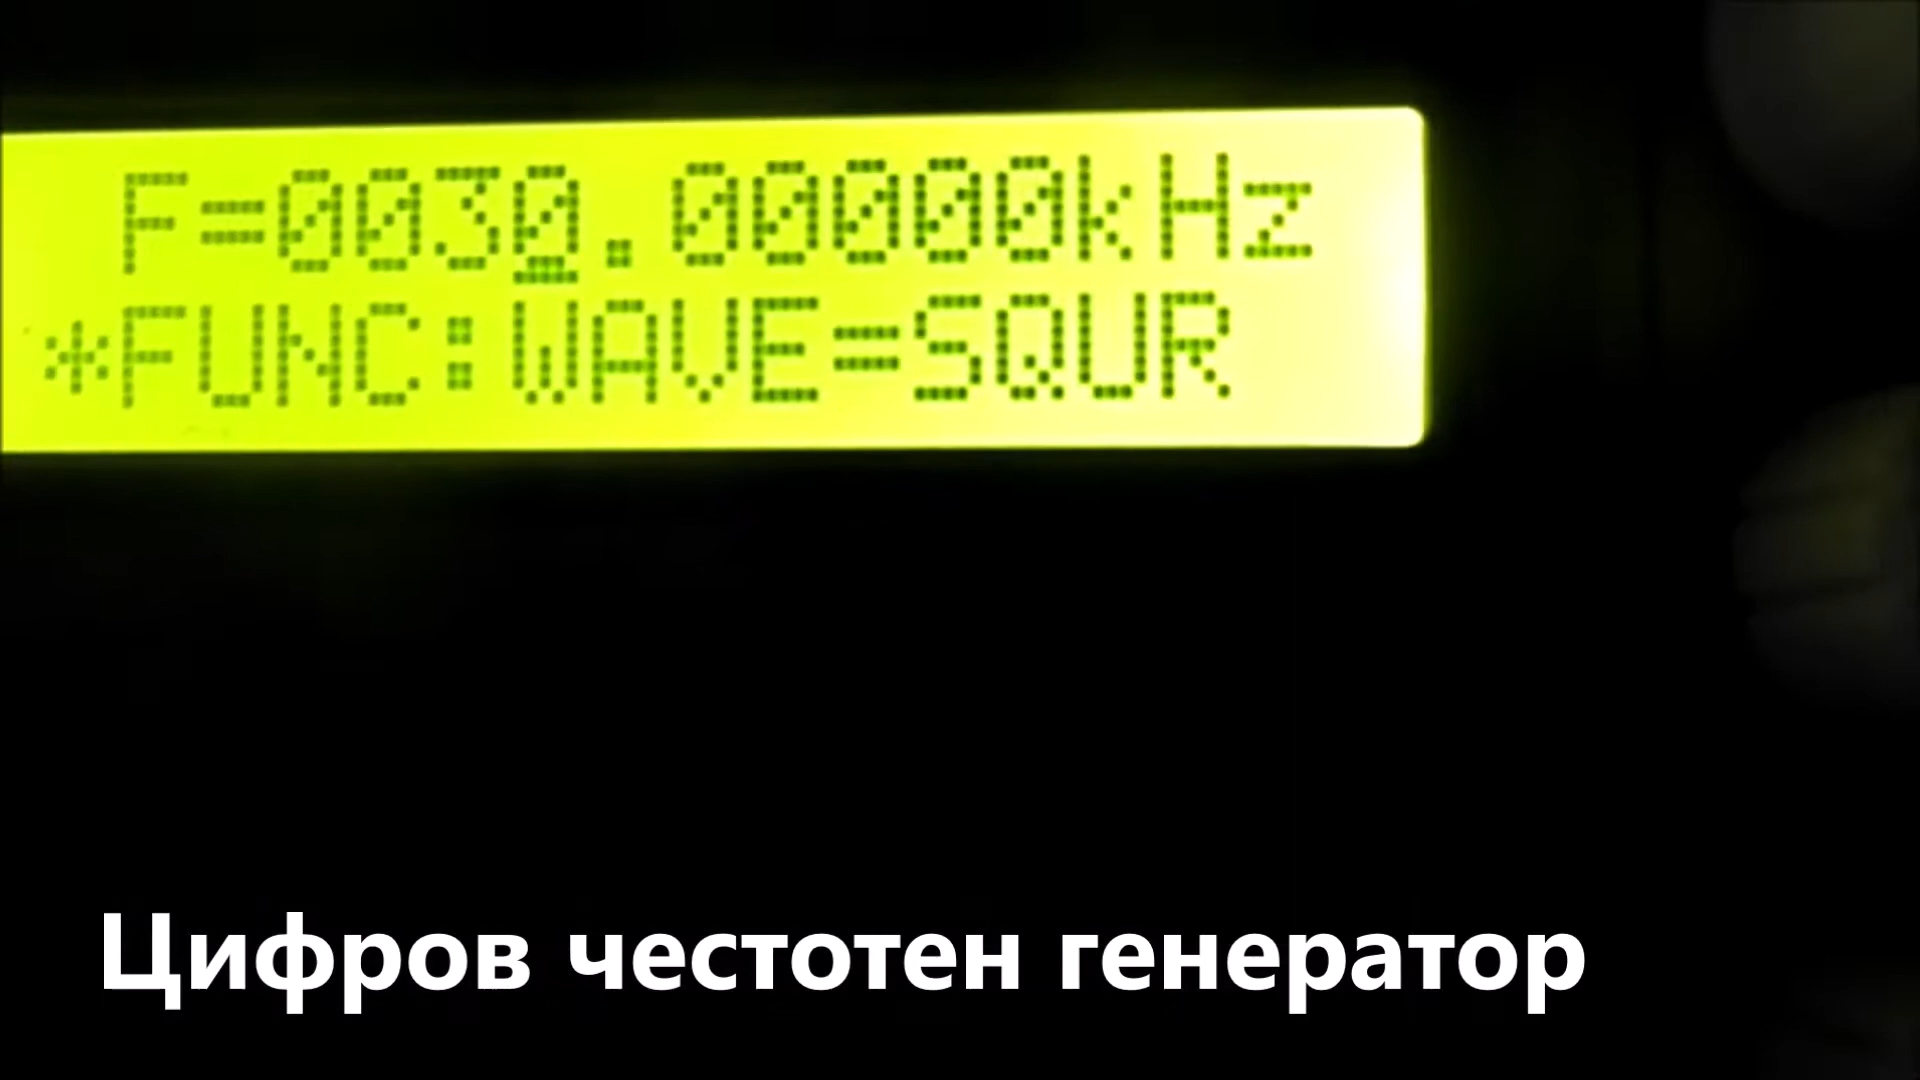 F=0030.00000kHz
*FUNC:WAVE=SQUR
Цифров честотен генератор